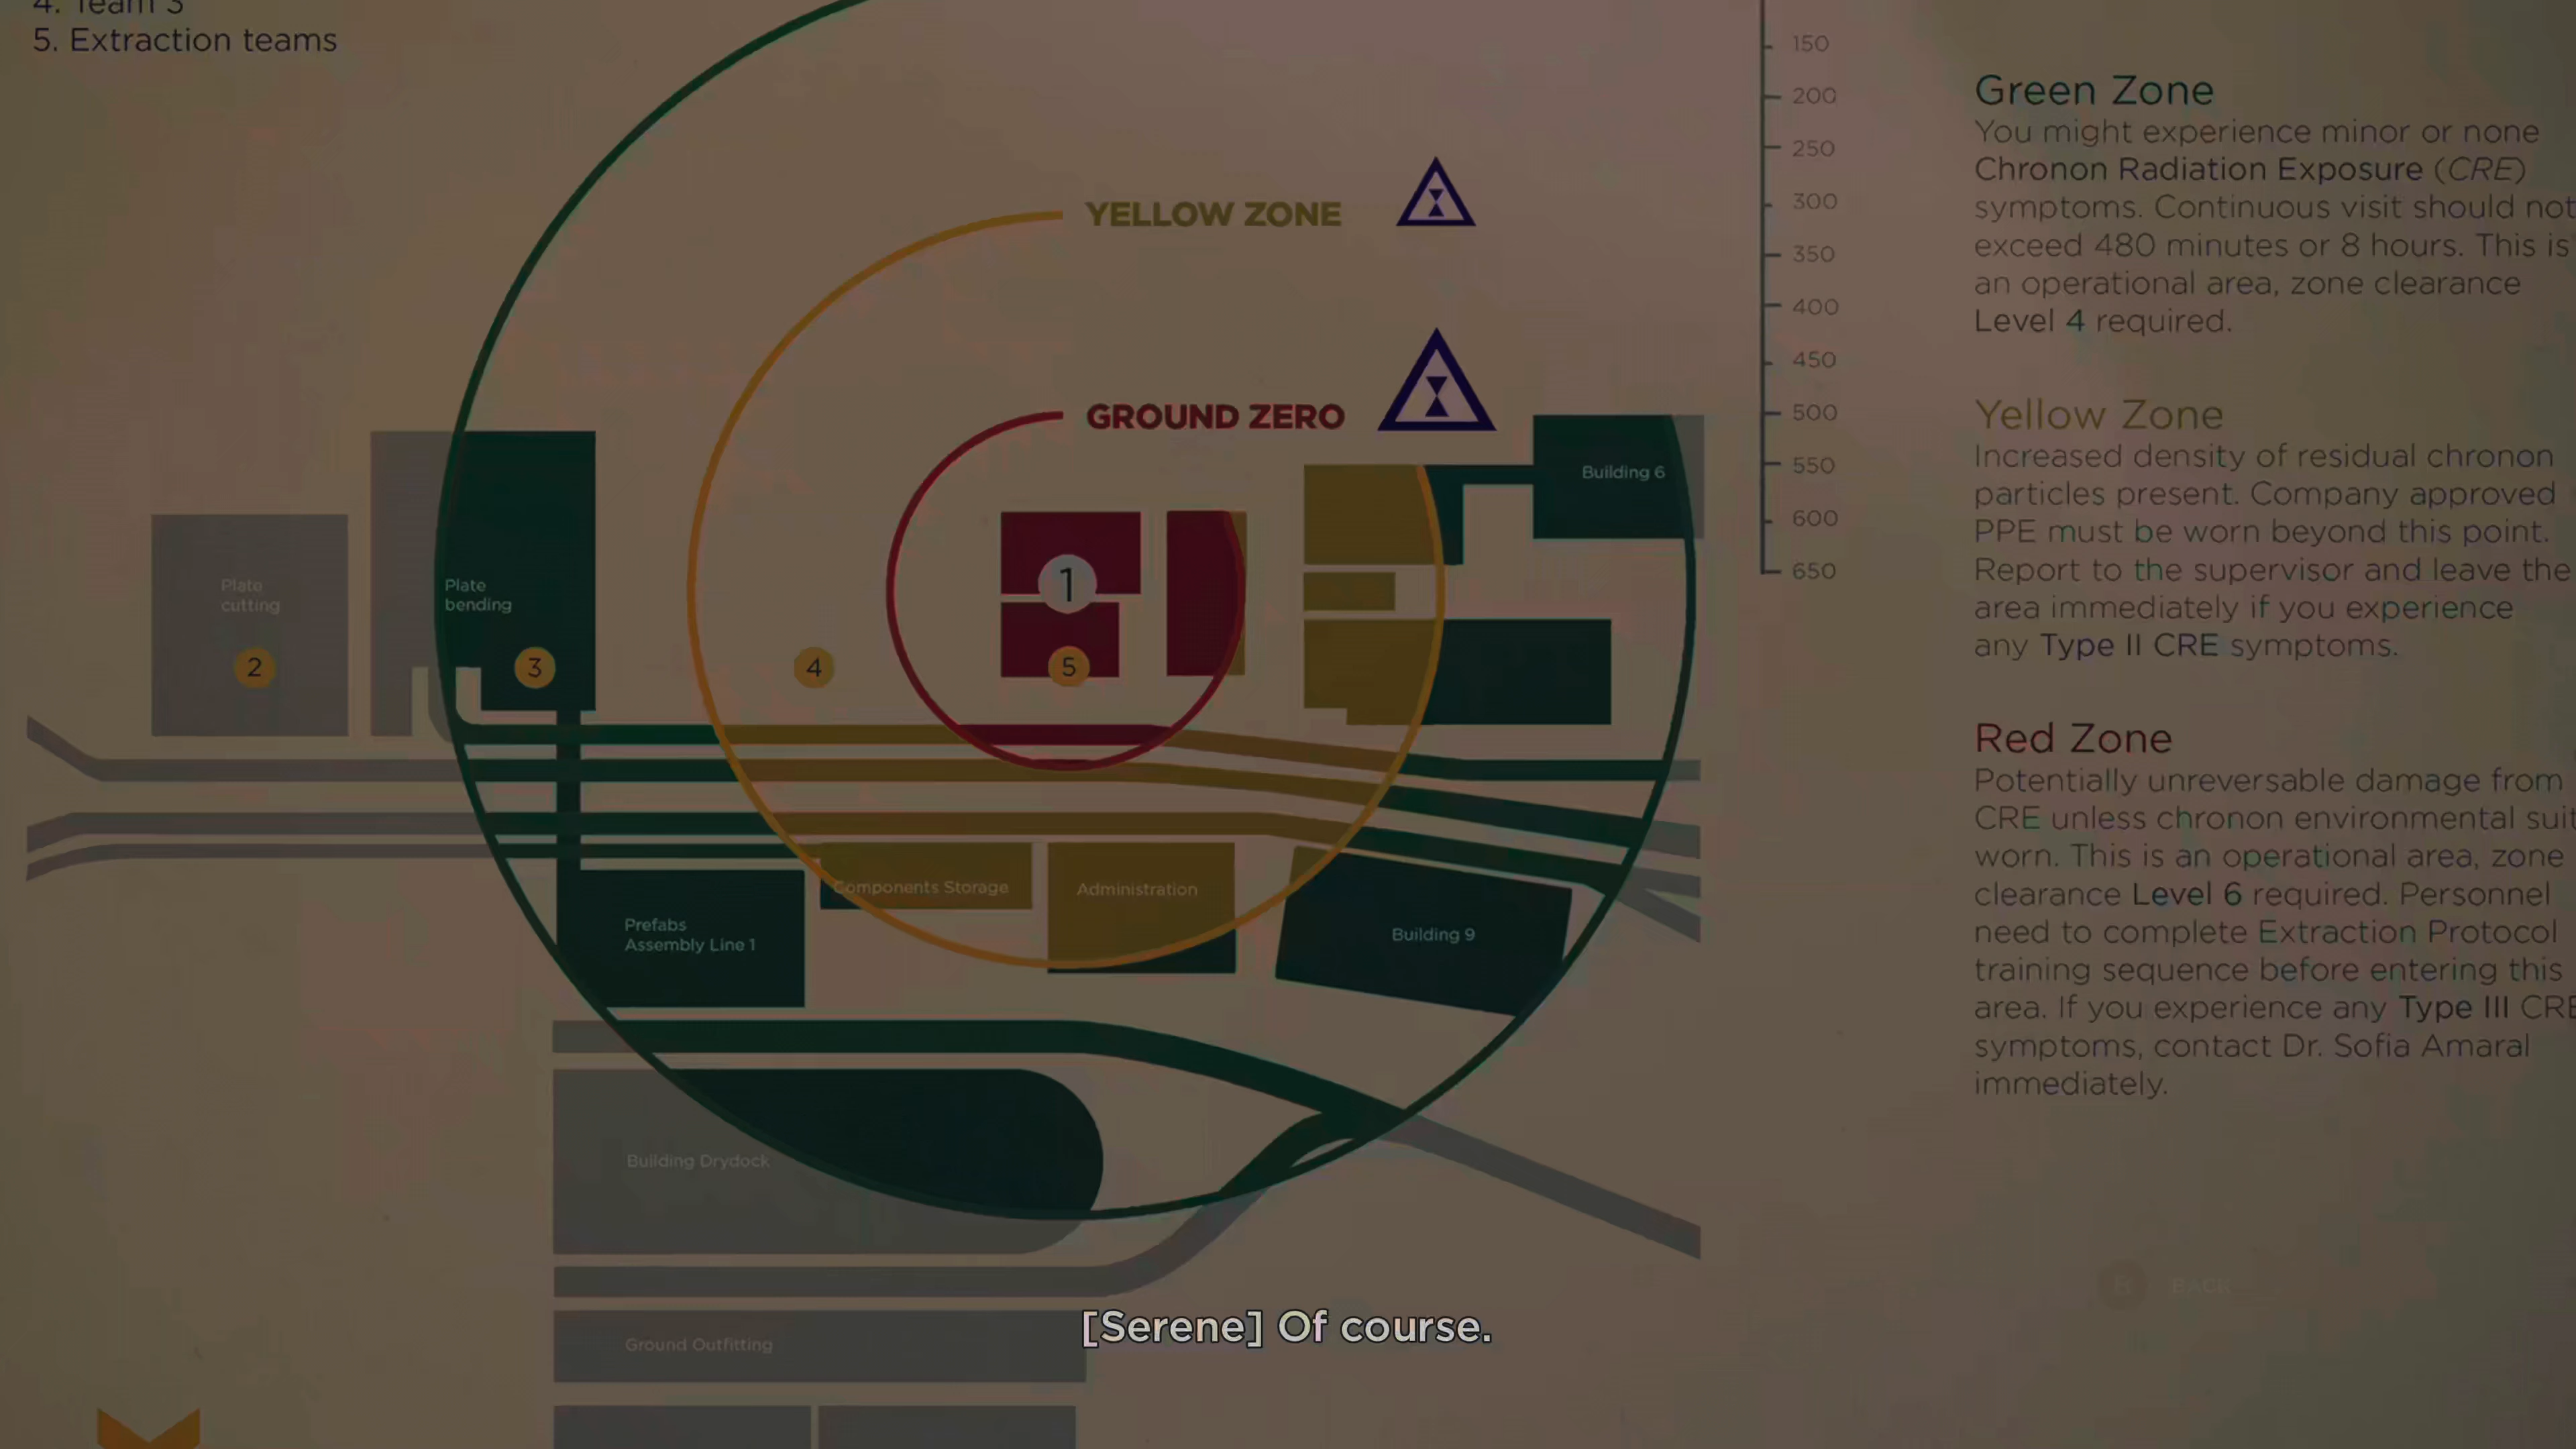 4. Team 3
5. Extraction teams
YELLOW ZONE
GROUND ZERO
150
200
250
300
350
400
450
500
550
600
650
Building 6
Plate
cutting
Plate
bending
1
2
3
4
5
Components Storage
Administration
Prefabs
Assembly Line 1
Building 9
Building Drydock
Ground Outfitting
Green Zone
You might experience minor or none
Chronon Radiation Exposure (CRE)
symptoms. Continuous visit should not
exceed 480 minutes or 8 hours. This is
an operational area, zone clearance
Level 4 required.
Yellow Zone
Increased density of residual chronon
particles present. Company approved
PPE must be worn beyond this point.
Report to the supervisor and leave the
area immediately if you experience
any Type II CRE symptoms.
Red Zone
Potentially unreversable damage from
CRE unless chronon environmental suit
worn. This is an operational area, zone
clearance Level 6 required. Personnel
need to complete Extraction Protocol
training sequence before entering this
area. If you experience any Type III CRE
symptoms, contact Dr. Sofia Amaral
immediately.
B BACK
[Serene] Of course.